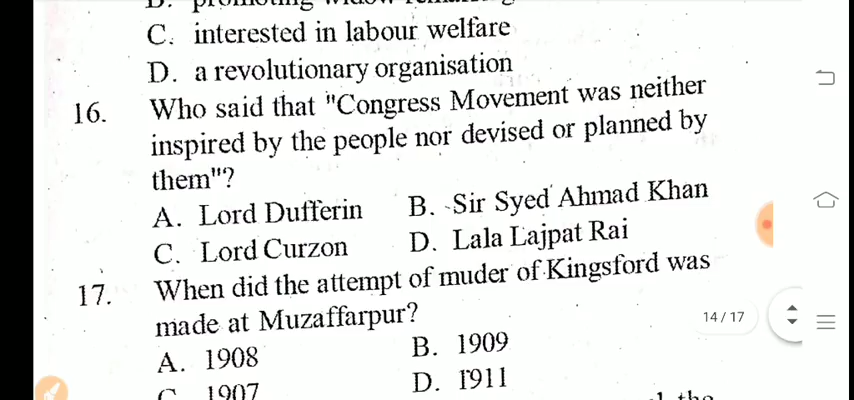 C. interested in labour welfare
D. a revolutionary organisation
16. Who said that "Congress Movement was neither
inspired by the people nor devised or planned by
them"?
A. Lord Dufferin B. Sir Syed Ahmad Khan
C. Lord Curzon D. Lala Lajpat Rai
17. When did the attempt of muder of Kingsford was
made at Muzaffarpur?
14 / 17
A. 1908 B. 1909
C. 1907 D. 1911